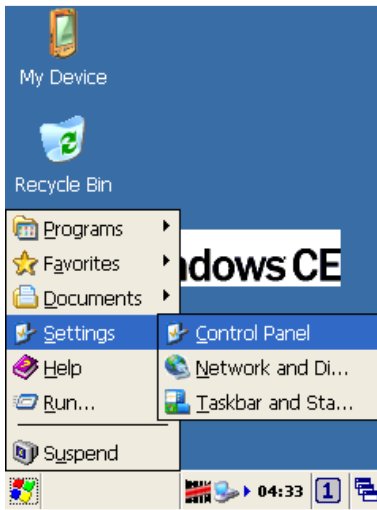 My Device
Recycle Bin
Programs
Favorites
Documents
Settings
Help
Run...
Suspend
dows CE
Control Panel
Network and Di...
Taskbar and Sta...
04:33
1